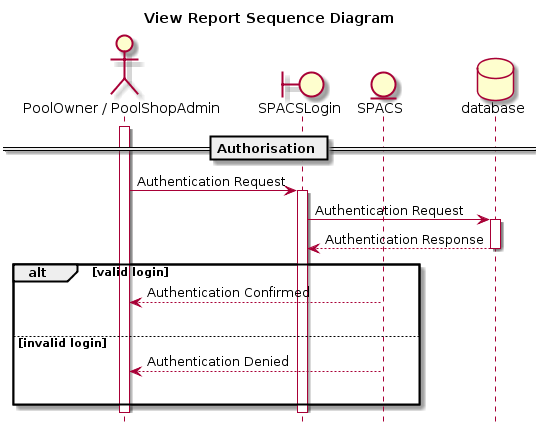 View Report Sequence Diagram
PoolOwner / PoolShopAdmin
SPACSLogin
SPACS
database
Authorisation
Authentication Request
Authentication Request
Authentication Response
alt
[valid login]
Authentication Confirmed
[invalid login]
Authentication Denied